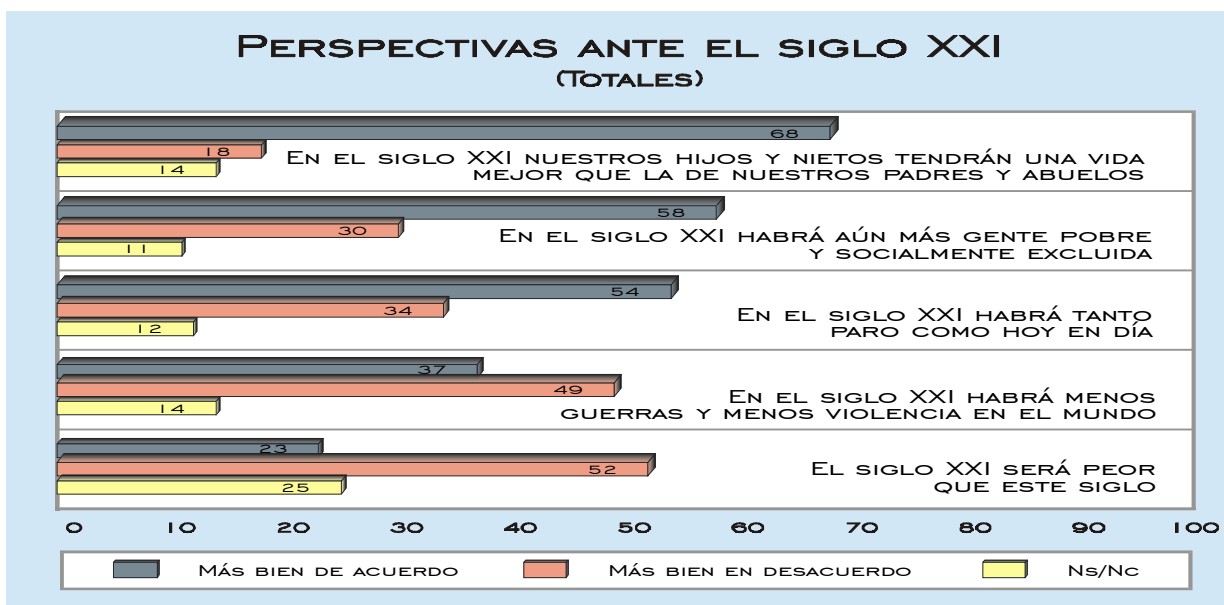 PERSPECTIVAS ANTE EL SIGLO XXI
(TOTALES)
68
18
14
EN EL SIGLO XXI NUESTROS HIJOS Y NIETOS TENDRÁN UNA VIDA
MEJOR QUE LA DE NUESTROS PADRES Y ABUELOS
58
30
11
EN EL SIGLO XXI HABRÁ AÚN MÁS GENTE POBRE
Y SOCIALMENTE EXCLUIDA
54
34
12
EN EL SIGLO XXI HABRÁ TANTO
PARO COMO HOY EN DÍA
37
49
14
EN EL SIGLO XXI HABRÁ MENOS
GUERRAS Y MENOS VIOLENCIA EN EL MUNDO
23
52
25
EL SIGLO XXI SERÁ PEOR
QUE ESTE SIGLO
0 10 20 30 40 50 60 70 80 90 100
MÁS BIEN DE ACUERDO MÁS BIEN EN DESACUERDO NS/NC